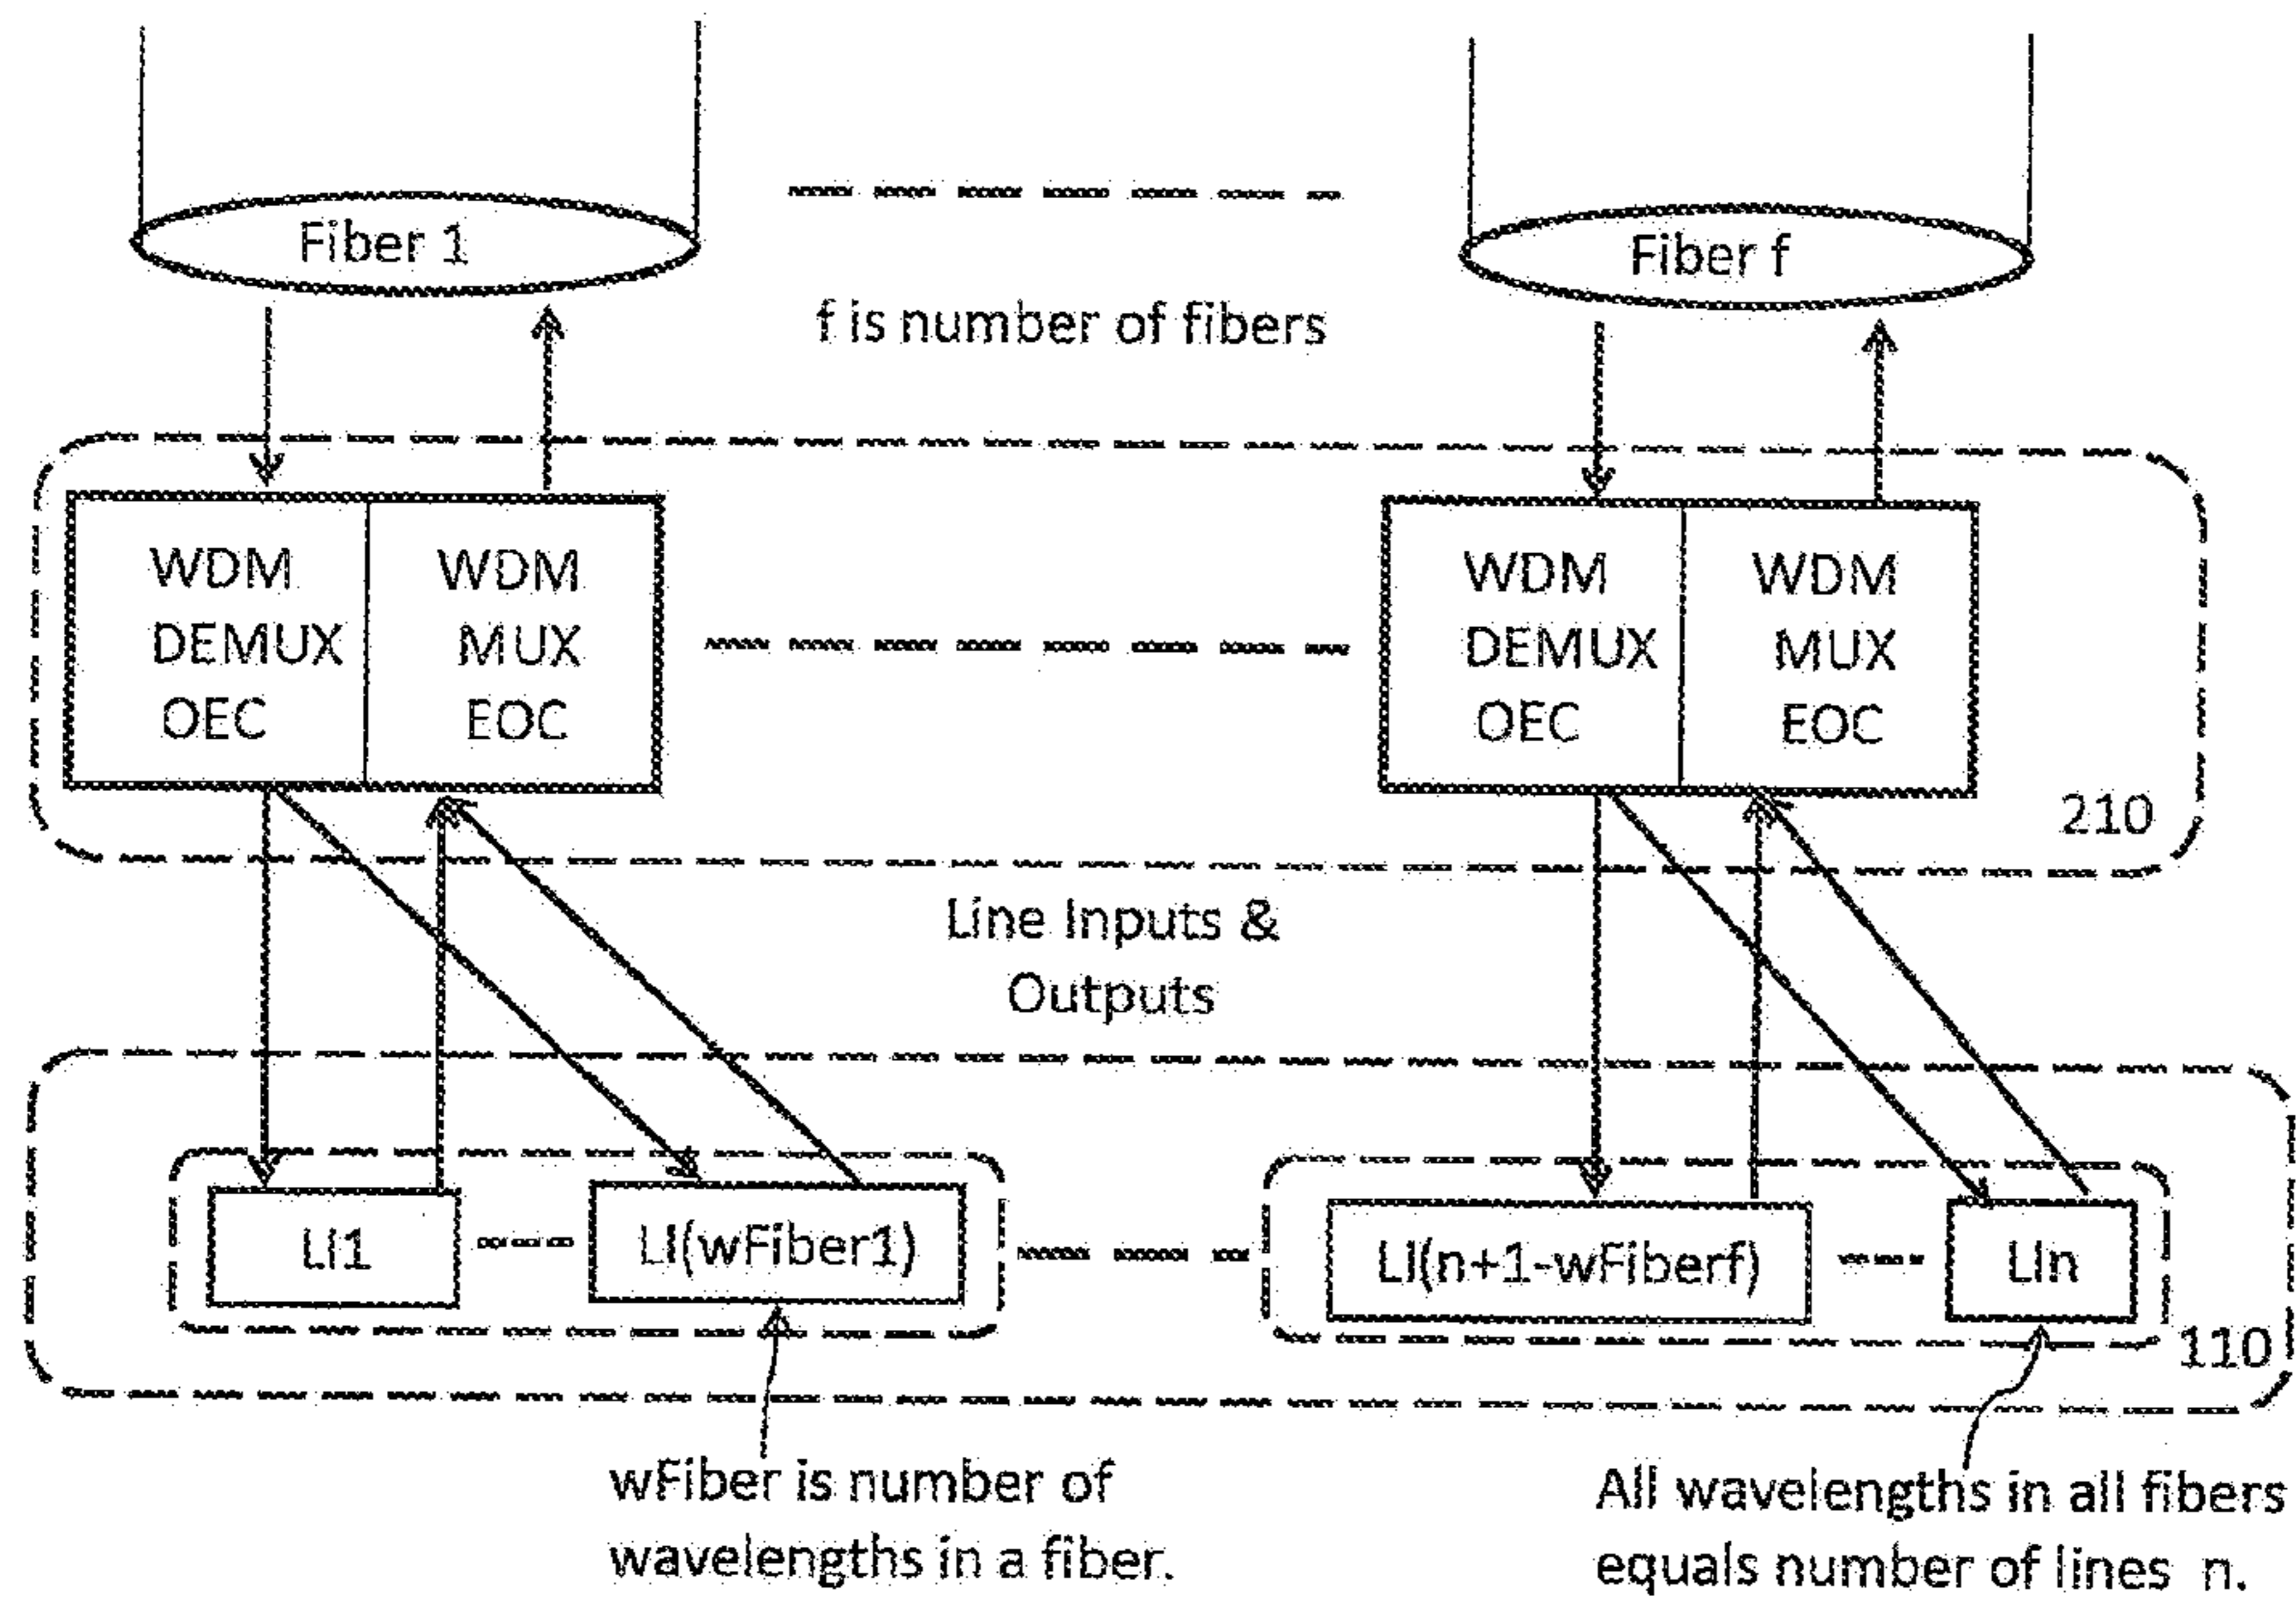 Fiber 1
Fiber f
f is number of fibers
WDM
DEMUX
OEC
WDM
MUX
EOC
WDM
DEMUX
OEC
WDM
MUX
EOC
210
Line Inputs &
Outputs
LI1
LI(wFiber1)
LI(n+1-wFiberf)
LIn
110
wFiber is number of
wavelengths in a fiber.
All wavelengths in all fibers
equals number of lines n.